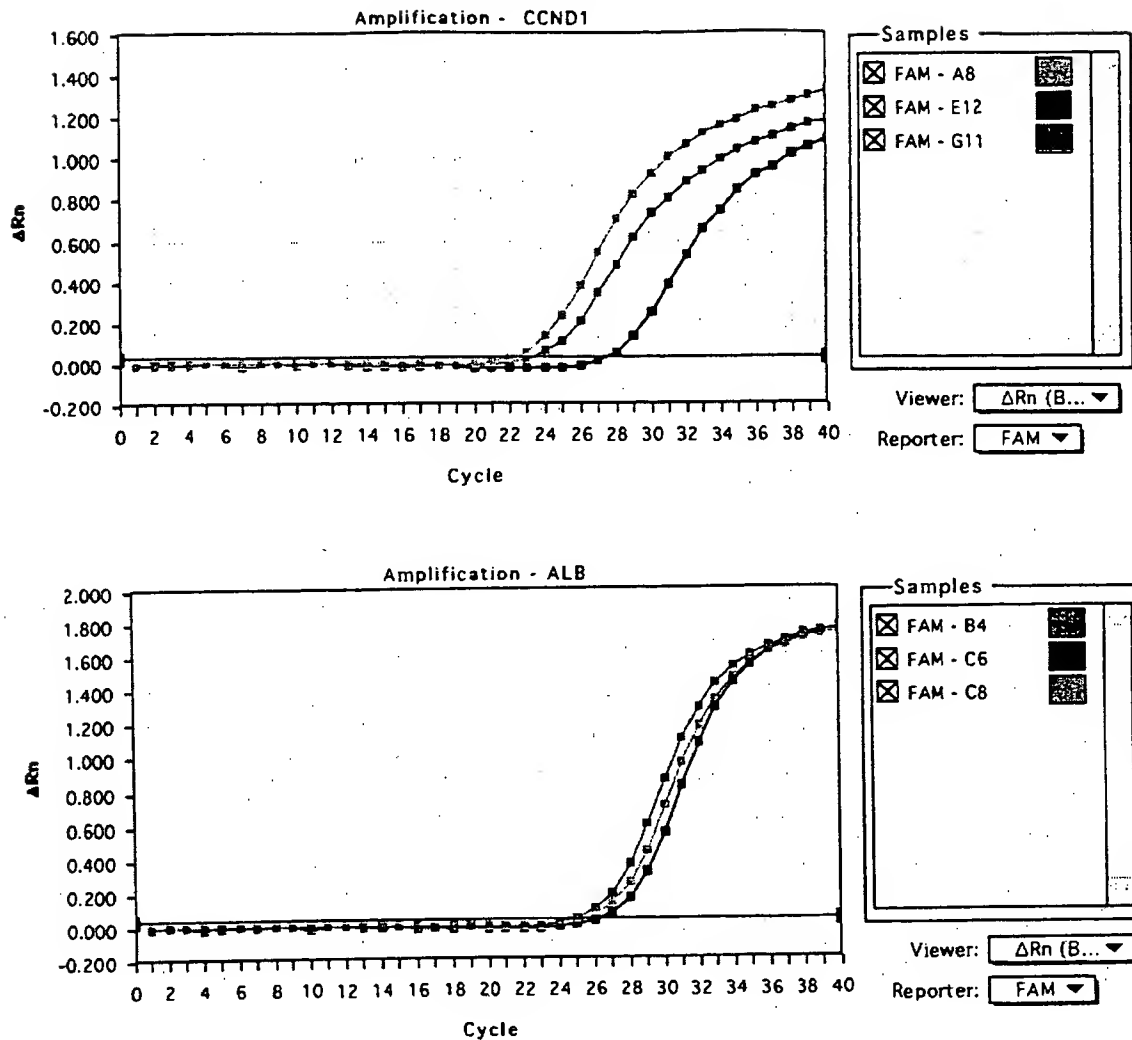 Amplification - CCND1
1.600
1.400
1.200
1.000
0.800
0.600
0.400
0.200
0.000
-0.200
ΔRn
0 2 4 6 8 10 12 14 16 18 20 22 24 26 28 30 32 34 36 38 40
Cycle
Samples
FAM - A8
FAM - E12
FAM - G11
Viewer: ΔRn (B... ▼
Reporter: FAM ▼
Amplification - ALB
2.000
1.800
1.600
1.400
1.200
1.000
0.800
0.600
0.400
0.200
0.000
-0.200
ΔRn
0 2 4 6 8 10 12 14 16 18 20 22 24 26 28 30 32 34 36 38 40
Cycle
Samples
FAM - B4
FAM - C6
FAM - C8
Viewer: ΔRn (B... ▼
Reporter: FAM ▼